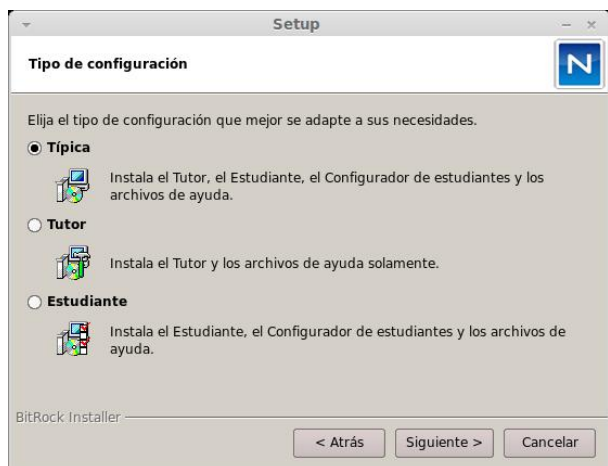 Setup
Tipo de configuración
N
Elija el tipo de configuración que mejor se adapte a sus necesidades.
Típica
Instala el Tutor, el Estudiante, el Configurador de estudiantes y los
archivos de ayuda.
Tutor
Instala el Tutor y los archivos de ayuda solamente.
Estudiante
Instala el Estudiante, el Configurador de estudiantes y los archivos de
ayuda.
BitRock Installer
< Atrás Siguiente > Cancelar